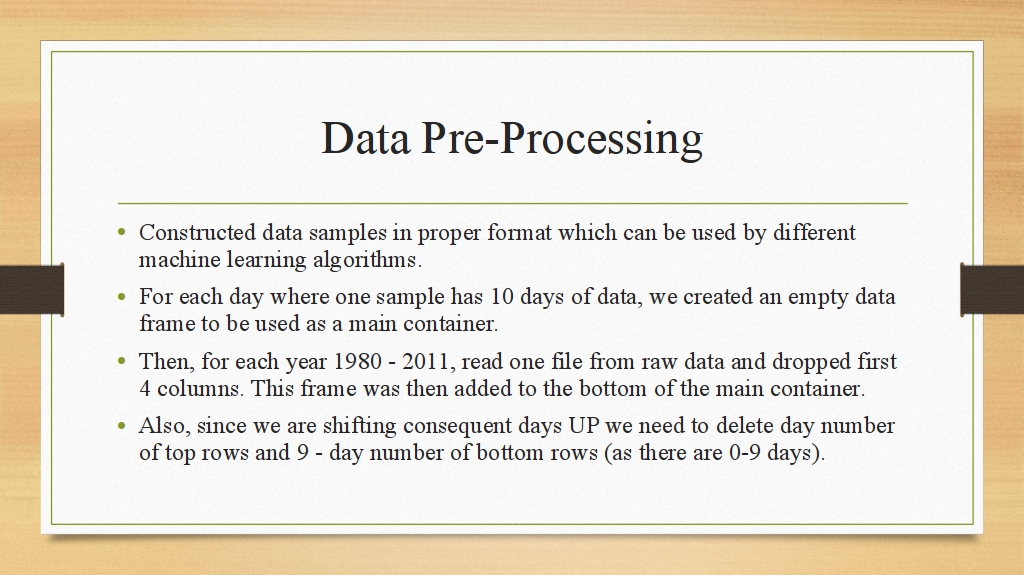 Data Pre-Processing
• Constructed data samples in proper format which can be used by different
machine learning algorithms.
• For each day where one sample has 10 days of data, we created an empty data
frame to be used as a main container.
• Then, for each year 1980 - 2011, read one file from raw data and dropped first
4 columns. This frame was then added to the bottom of the main container.
• Also, since we are shifting consequent days UP we need to delete day number
of top rows and 9 - day number of bottom rows (as there are 0-9 days).